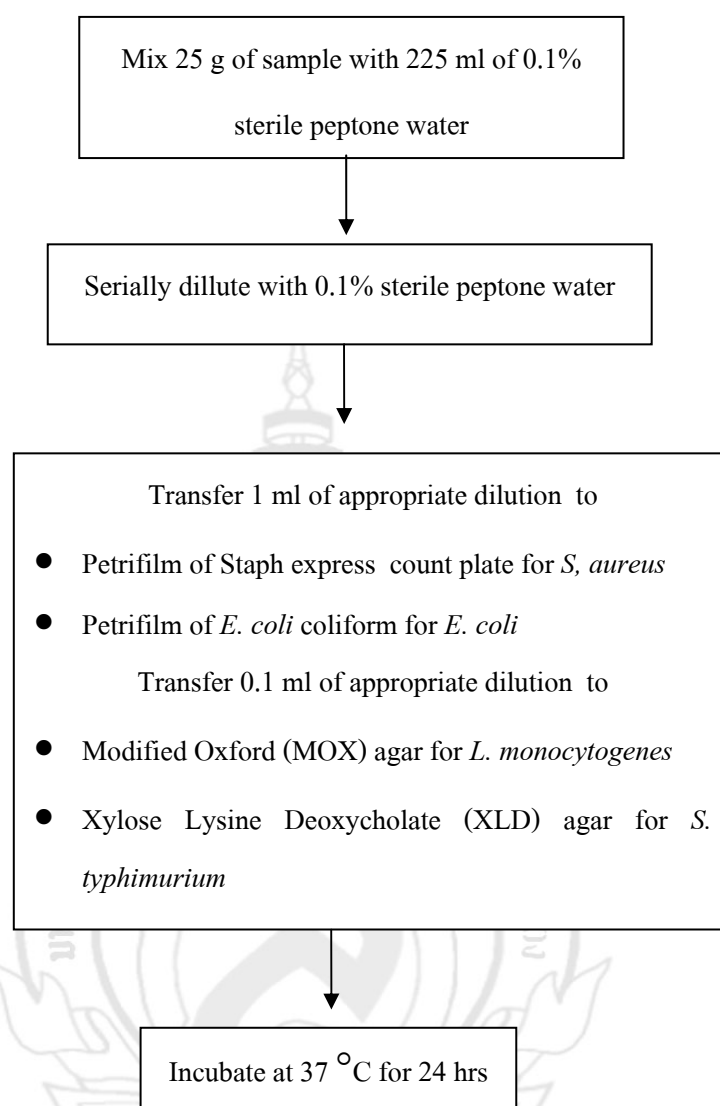 Mix 25 g of sample with 225 ml of 0.1%
sterile peptone water
Serially dillute with 0.1% sterile peptone water
Transfer 1 ml of appropriate dilution to
● Petrifilm of Staph express count plate for S, aureus
● Petrifilm of E. coli coliform for E. coli
Transfer 0.1 ml of appropriate dilution to
● Modified Oxford (MOX) agar for L. monocytogenes
● Xylose Lysine Deoxycholate (XLD) agar for S.
typhimurium
Incubate at 37 °C for 24 hrs